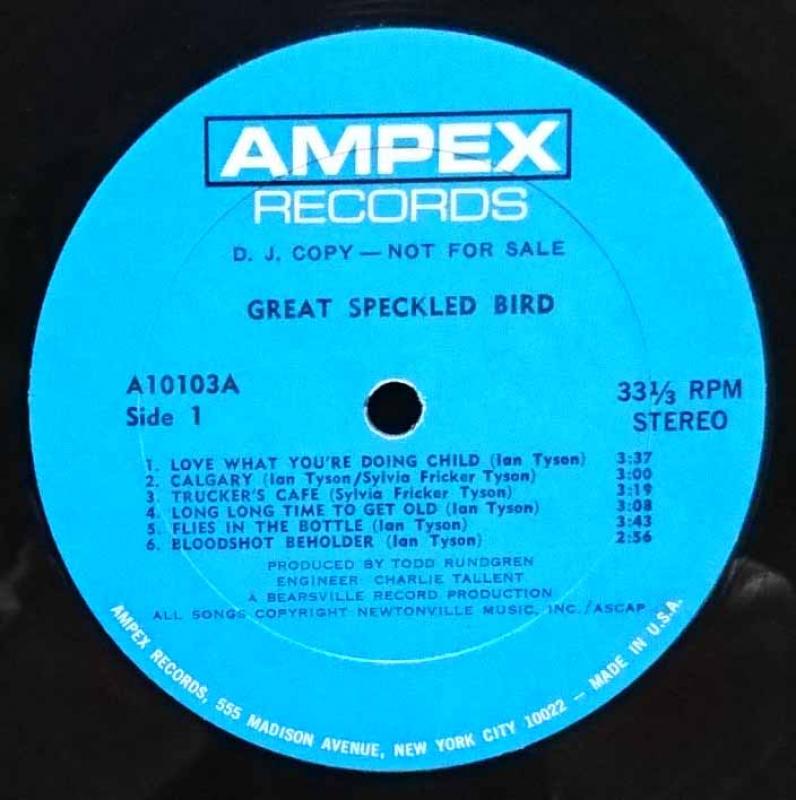 AMPEX
RECORDS
D. J. COPY — NOT FOR SALE
GREAT SPECKLED BIRD
A10103A
Side 1
33⅓ RPM
STEREO
1. LOVE WHAT YOU'RE DOING CHILD (Ian Tyson) 3:37
2. CALGARY (Ian Tyson/Sylvia Fricker Tyson) 3:00
3. TRUCKER'S CAFE (Sylvia Fricker Tyson) 3:19
4. LONG LONG TIME TO GET OLD (Ian Tyson) 3:08
5. FLIES IN THE BOTTLE (Ian Tyson) 3:43
6. BLOODSHOT BEHOLDER (Ian Tyson) 2:56
PRODUCED BY TODD RUNDGREN
ENGINEER: CHARLIE TALLENT
A BEARSVILLE RECORD PRODUCTION
ALL SONGS COPYRIGHT NEWTONVILLE MUSIC, INC./ASCAP
AMPEX RECORDS, 555 MADISON AVENUE, NEW YORK CITY 10022 — MADE IN U.S.A.